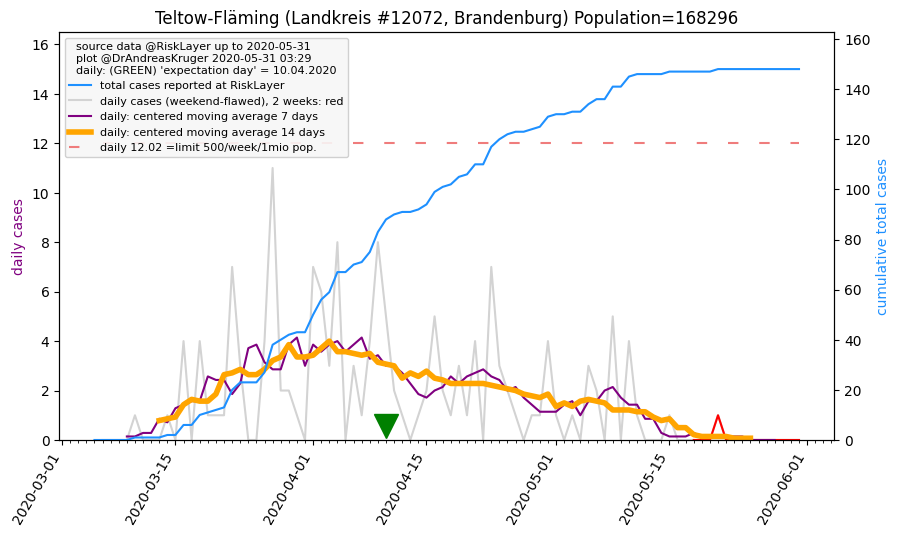 Teltow-Fläming (Landkreis #12072, Brandenburg) Population=168296
source data @RiskLayer up to 2020-05-31
plot @DrAndreasKruger 2020-05-31 03:29
daily: (GREEN) 'expectation day' = 10.04.2020
total cases reported at RiskLayer
daily cases (weekend-flawed), 2 weeks: red
daily: centered moving average 7 days
daily: centered moving average 14 days
daily 12.02 =limit 500/week/1mio pop.
daily cases
16
14
12
10
8
6
4
2
0
160
140
120
100
80
60
40
20
0
cumulative total cases
2020-03-01
2020-03-15
2020-04-01
2020-04-15
2020-05-01
2020-05-15
2020-06-01